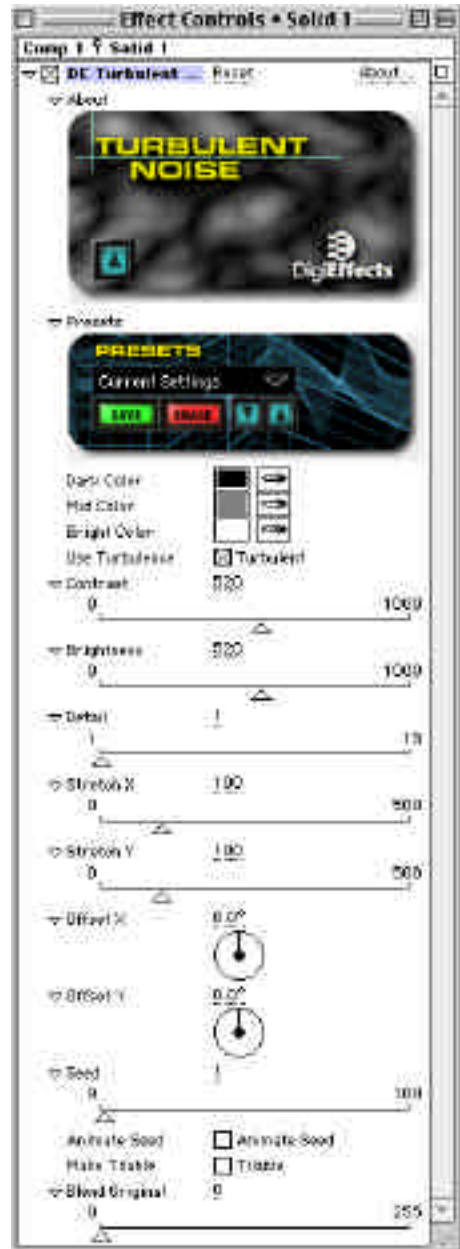 Effect Controls • Solid 1
Comp 1 • Solid 1
DE Turbulent ... Reset About...
About
TURBULENT
NOISE
DigiEffects
Presets
PRESETS
Current Settings
SAVE ERASE
Dark Color
Mid Color
Bright Color
Use Turbulence Turbulent
Contrast 520
0 1000
Brightness 520
0 1000
Detail 1
1 10
Stretch X 100
0 500
Stretch Y 100
0 500
Offset X 0.0°
Offset Y 0.0°
Seed 1
0 300
Animate Seed Animate Seed
Make Tilable Tilable
Blend Original 0
0 255